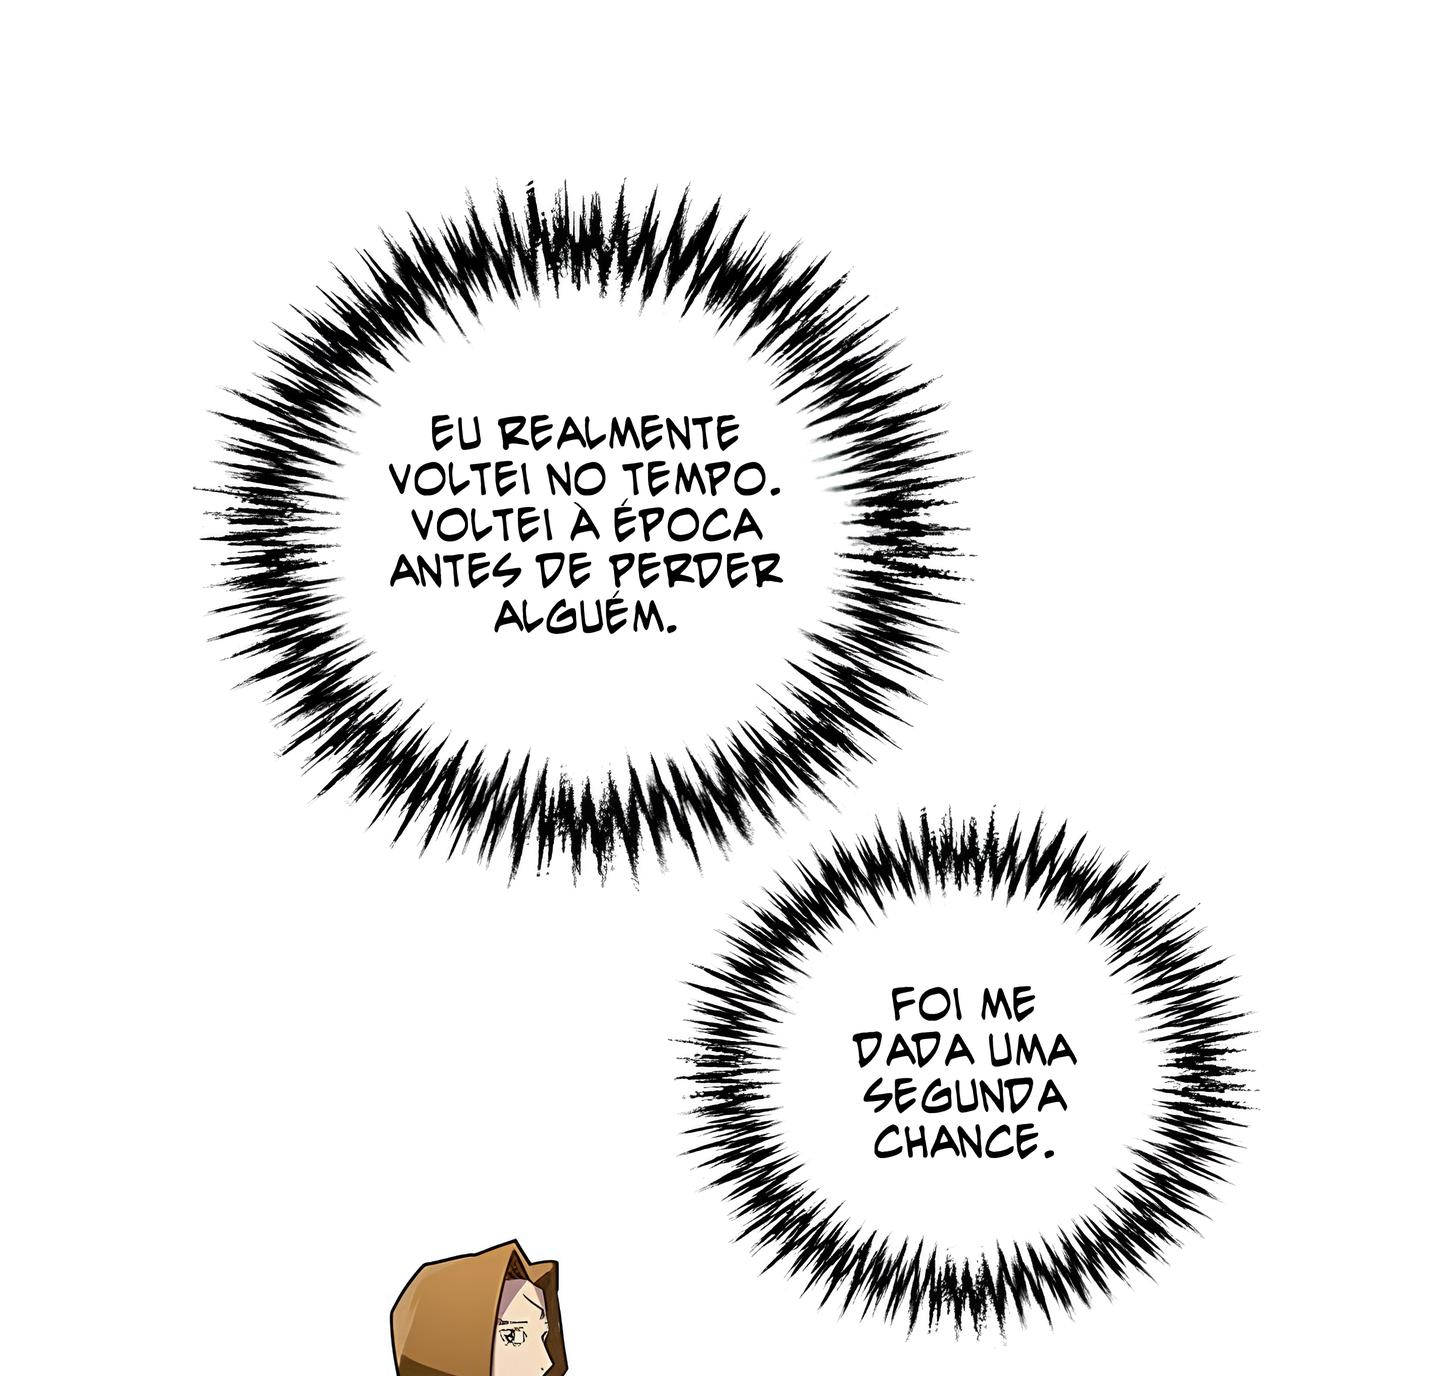 EU REALMENTE
VOLTEI NO TEMPO.
VOLTEI À ÉPOCA
ANTES DE PERDER
ALGUÉM.
FOI ME
DADA UMA
SEGUNDA
CHANCE.